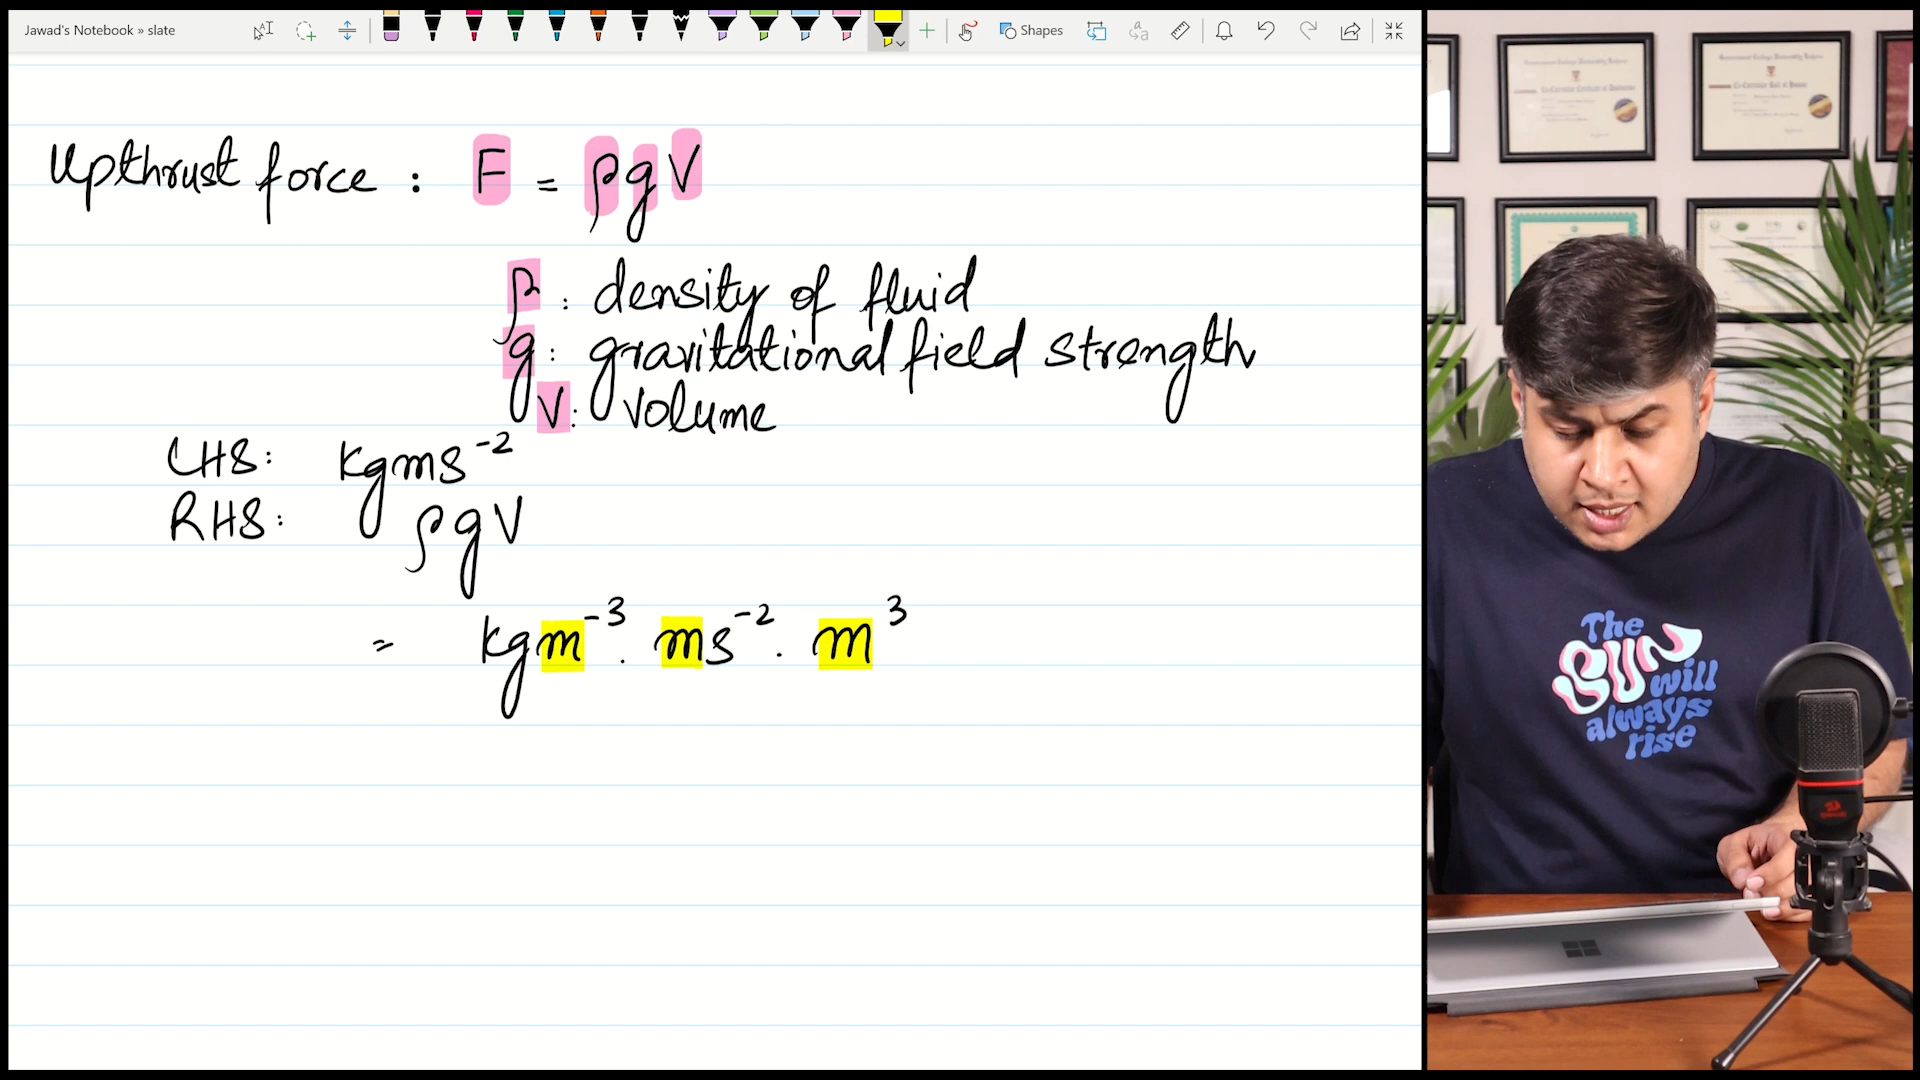 Jawad's Notebook » slate
Shapes
Upthrust force : F = ρgV
ρ : density of fluid
g : gravitational field strength
V : volume
LHS: kgms⁻²
RHS: ρgV
= kgm⁻³ . ms⁻² . m³
The
SUN
will
always
rise